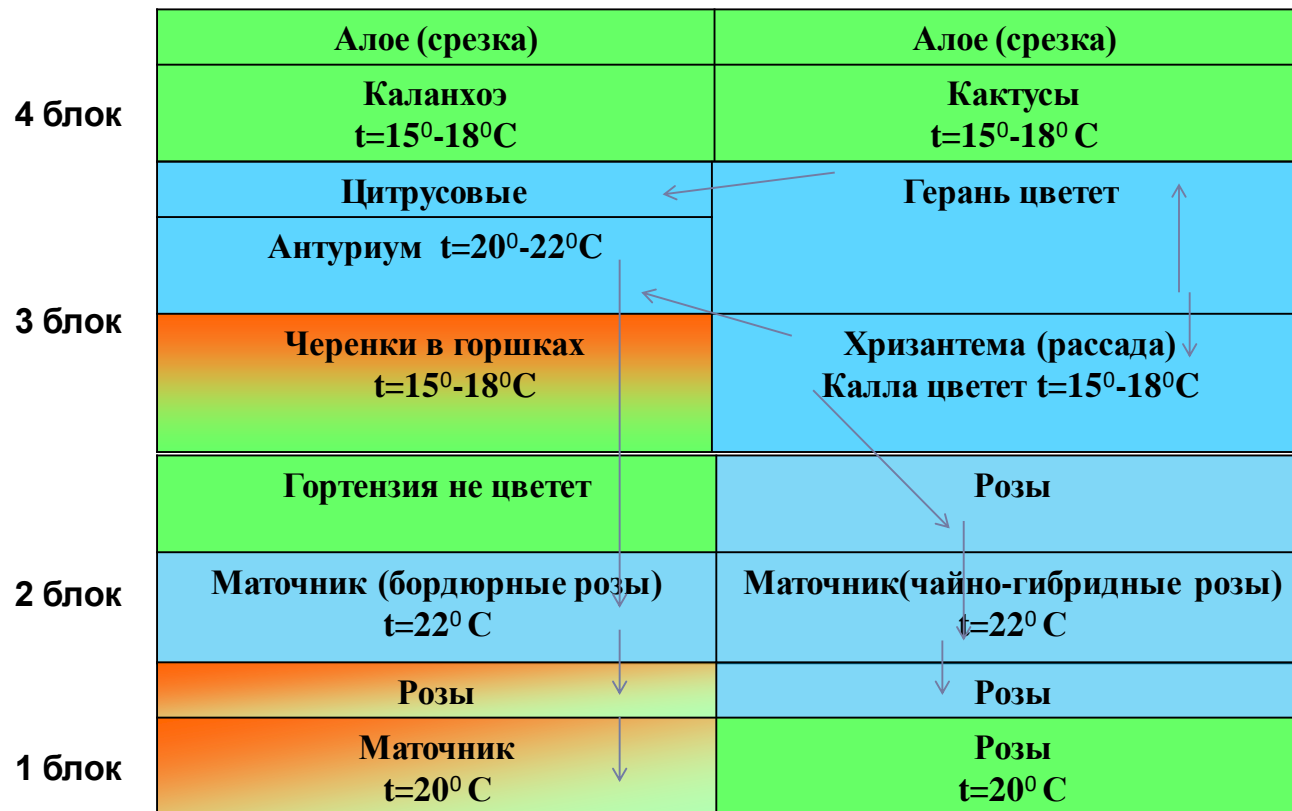 Алое (срезка)
Алое (срезка)
4 блок
Каланхоэ
t=15⁰-18⁰С
Кактусы
t=15⁰-18⁰ С
Цитрусовые
Герань цветет
Антуриум t=20⁰-22⁰С
3 блок
Черенки в горшках
t=15⁰-18⁰С
Хризантема (рассада)
Калла цветет t=15⁰-18⁰С
Гортензия не цветет
Розы
2 блок
Маточник (бордюрные розы)
t=22⁰ С
Маточник(чайно-гибридные розы)
t=22⁰ С
Розы
Розы
1 блок
Маточник
t=20⁰ С
Розы
t=20⁰ С